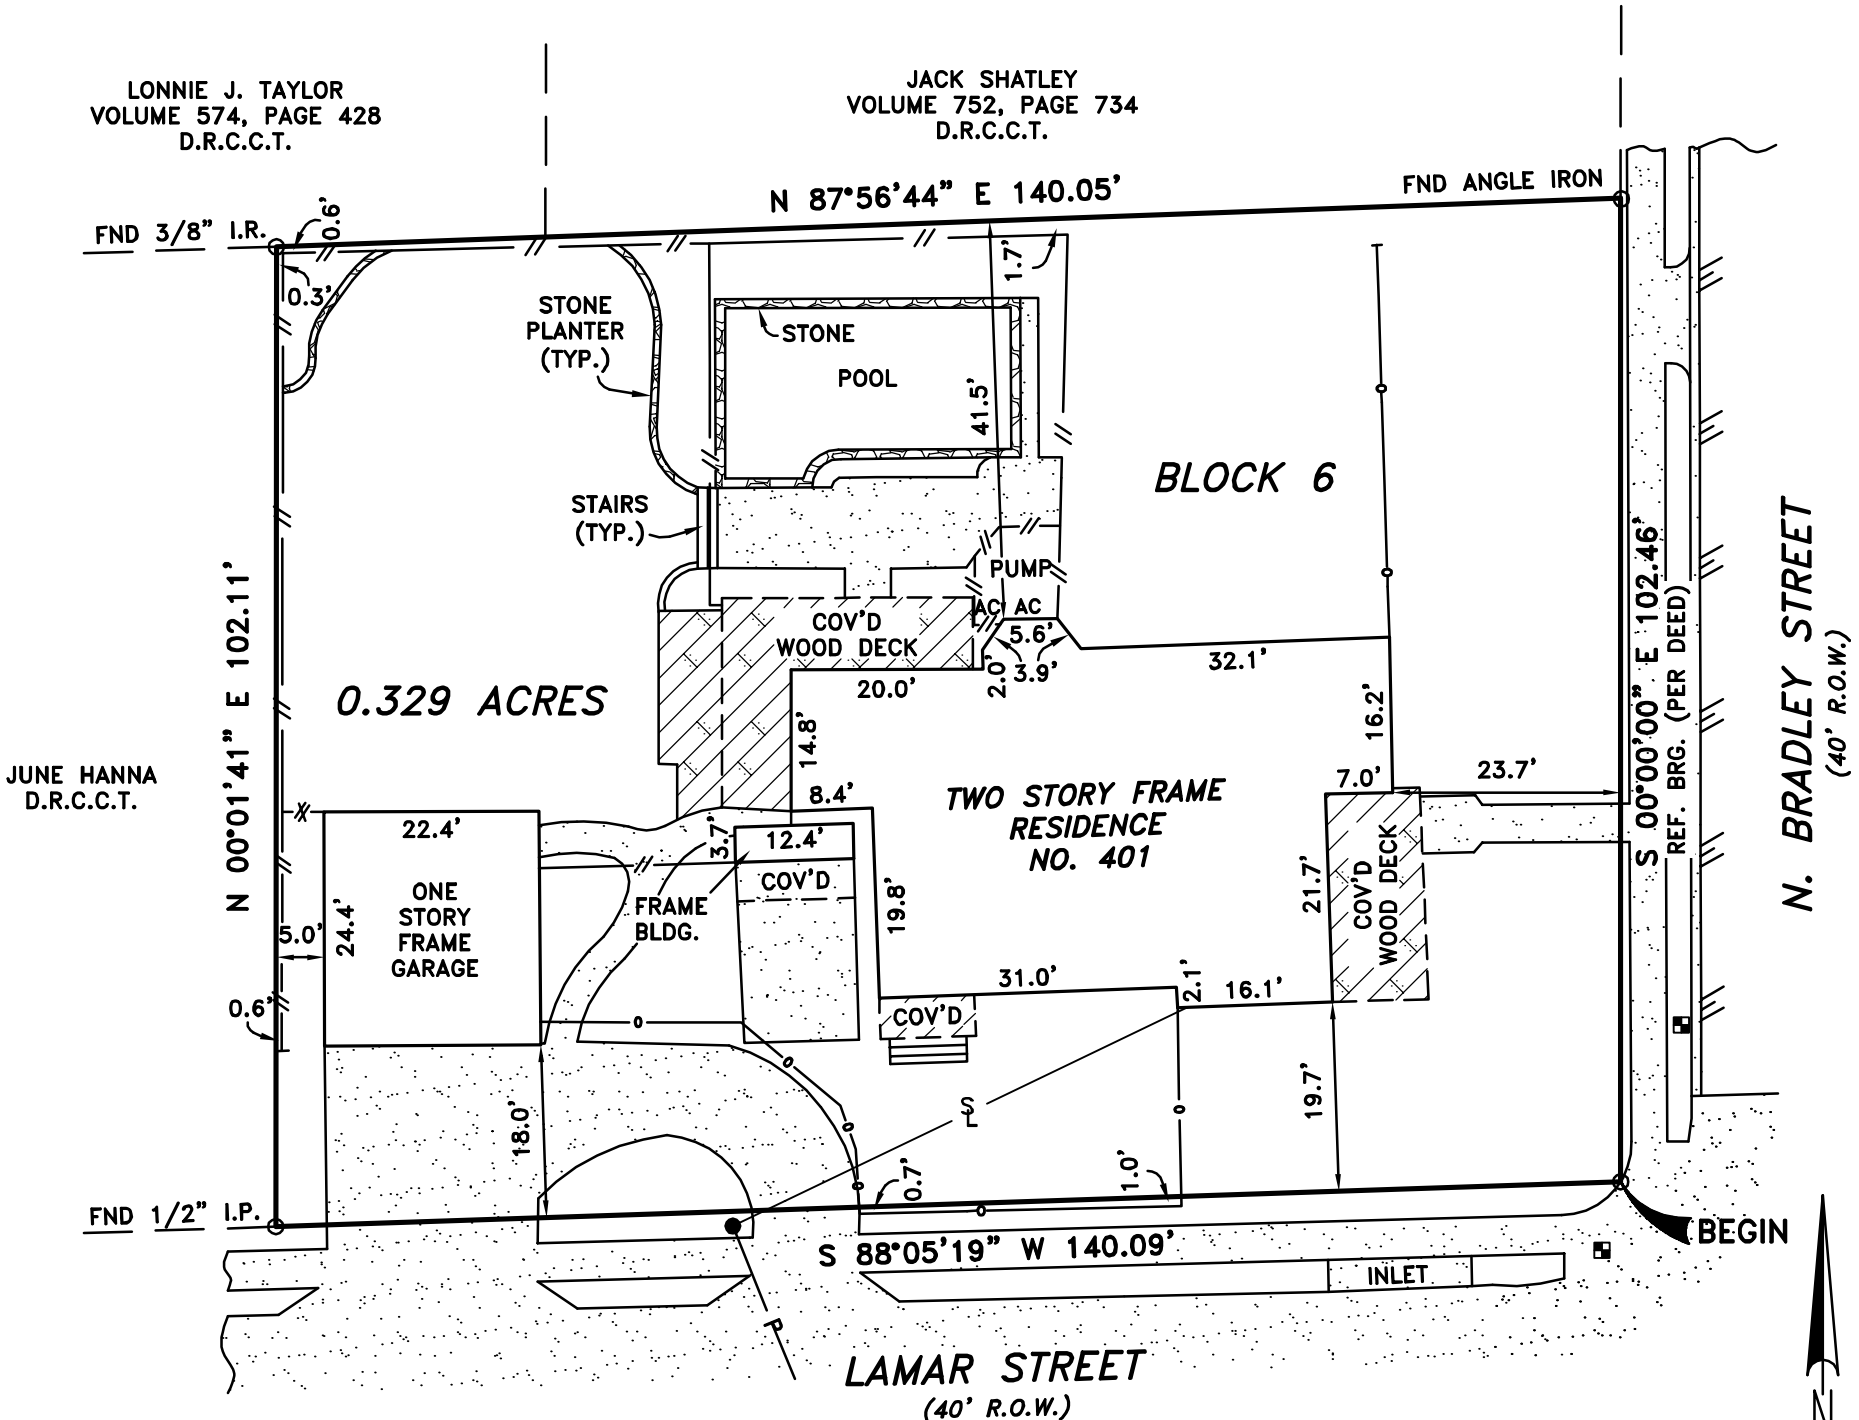 LONNIE J. TAYLOR
VOLUME 574, PAGE 428
D.R.C.C.T.
JACK SHATLEY
VOLUME 752, PAGE 734
D.R.C.C.T.
N 87°56'44" E 140.05'
FND ANGLE IRON
FND 3/8" I.R.
0.6'
0.3'
1.7'
STONE
PLANTER
(TYP.)
STONE
POOL
41.5'
BLOCK 6
STAIRS
(TYP.)
PUMP
AC AC
COV'D
WOOD DECK
5.6'
3.9'
2.0'
20.0'
32.1'
16.2'
0.329 ACRES
14.8'
N 00°01'41" E 102.11'
S 00°00'00" E 102.46'
REF. BRG. (PER DEED)
N. BRADLEY STREET
(40' R.O.W.)
JUNE HANNA
D.R.C.C.T.
8.4'
7.0'
23.7'
TWO STORY FRAME
RESIDENCE
NO. 401
22.4'
3.7'
12.4'
COV'D
FRAME
BLDG.
ONE
STORY
FRAME
GARAGE
24.4'
5.0'
19.8'
21.7'
COV'D
WOOD DECK
31.0'
2.1'
16.1'
COV'D
0.6'
18.0'
19.7'
S
L
0.7'
1.0'
FND 1/2" I.P.
S 88°05'19" W 140.09'
BEGIN
INLET
P
LAMAR STREET
(40' R.O.W.)
N